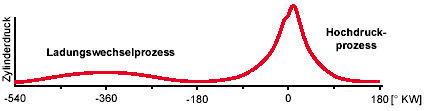 Zylinderdruck
Ladungswechselprozess
Hochdruck-
prozess
-540 -360 -180 0 180 [° KW]